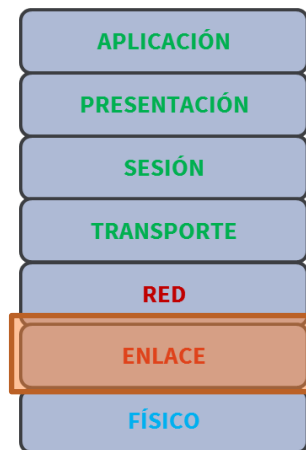 APLICACIÓN
PRESENTACIÓN
SESIÓN
TRANSPORTE
RED
ENLACE
FÍSICO